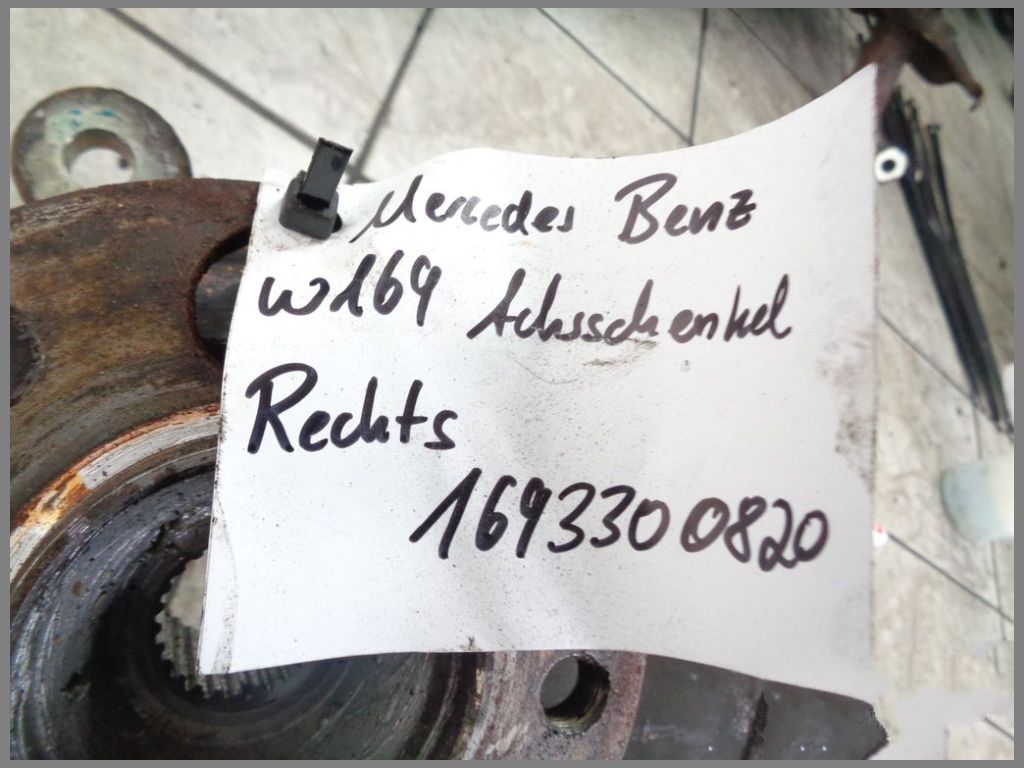 Mercedes Benz
W169 Achsschenkel
Rechts
1693300820